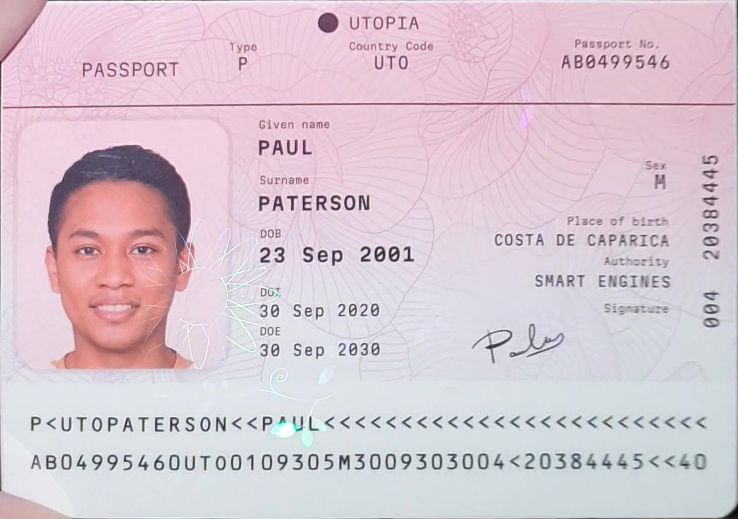 UTOPIA
PASSPORT
Type
P
Country Code
UTO
Passport No.
AB0499546
Given name
PAUL
Surname
PATERSON
DOB
23 Sep 2001
DOI
30 Sep 2020
DOE
30 Sep 2030
Sex
M
Place of birth
COSTA DE CAPARICA
Authority
SMART ENGINES
Signature
004 20384445
P<UTOPATERSON<<PAUL<<<<<<<<<<<<<<<<<<<<<<<<<
AB04995460UTO0109305M3009303004<20384445<<40